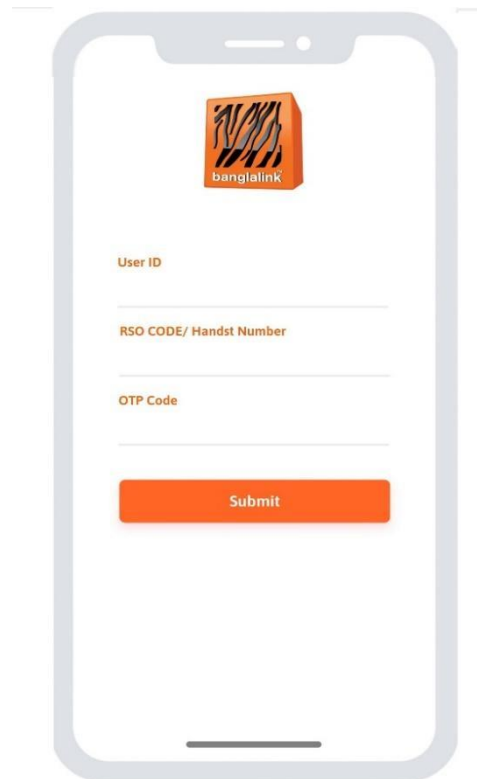 banglalink
User ID
RSO CODE/ Handst Number
OTP Code
Submit